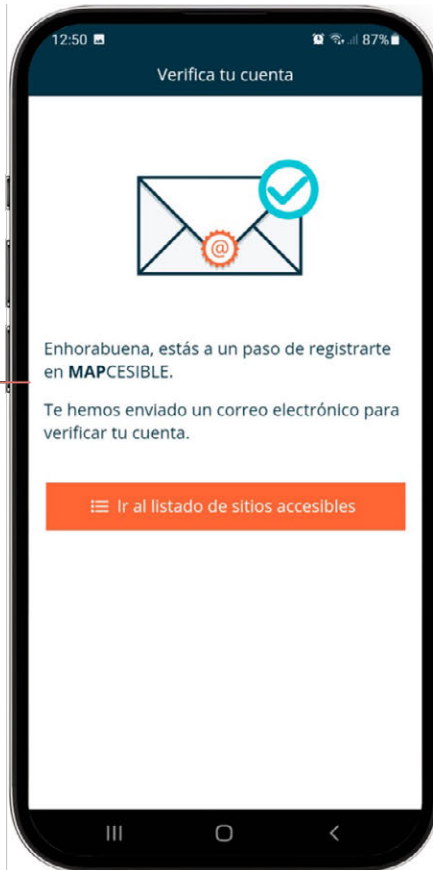 12:50 87%
Verifica tu cuenta
@
Enhorabuena, estás a un paso de registrarte
en MAPCESIBLE.
Te hemos enviado un correo electrónico para
verificar tu cuenta.
Ir al listado de sitios accesibles